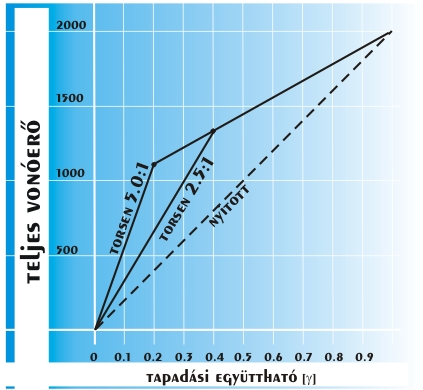 2000
1500
1000
500
TELJES VONÓERŐ
TORSEN 5.0:1
TORSEN 2.5:1
NYITOTT
0 0.1 0.2 0.3 0.4 0.5 0.6 0.7 0.8 0.9
TAPADÁSI EGYÜTTHATÓ [γ]